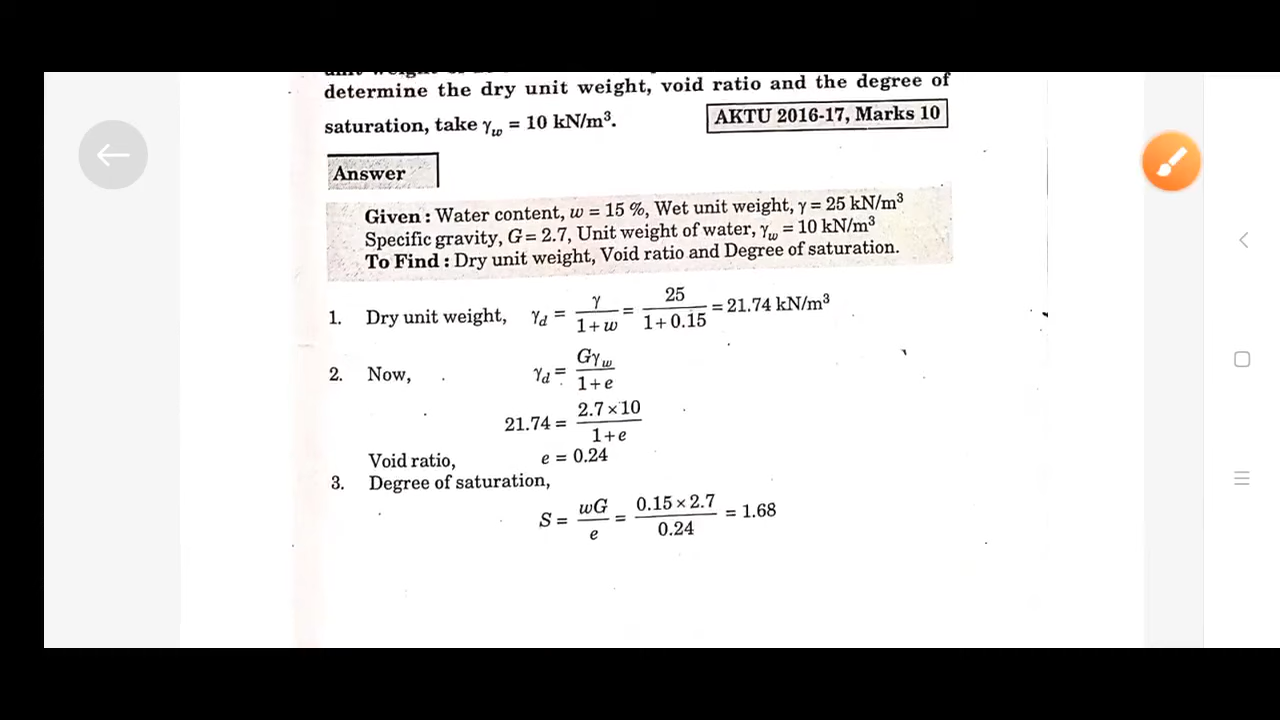 determine the dry unit weight, void ratio and the degree of
saturation, take γw = 10 kN/m³.
AKTU 2016-17, Marks 10
Answer
Given : Water content, w = 15 %, Wet unit weight, γ = 25 kN/m³
Specific gravity, G = 2.7, Unit weight of water, γw = 10 kN/m³
To Find : Dry unit weight, Void ratio and Degree of saturation.
1. Dry unit weight, γd = γ / 1 + w = 25 / 1 + 0.15 = 21.74 kN/m³
2. Now, γd = Gγw / 1 + e
21.74 = 2.7 × 10 / 1 + e
Void ratio, e = 0.24
3. Degree of saturation,
S = wG / e = 0.15 × 2.7 / 0.24 = 1.68